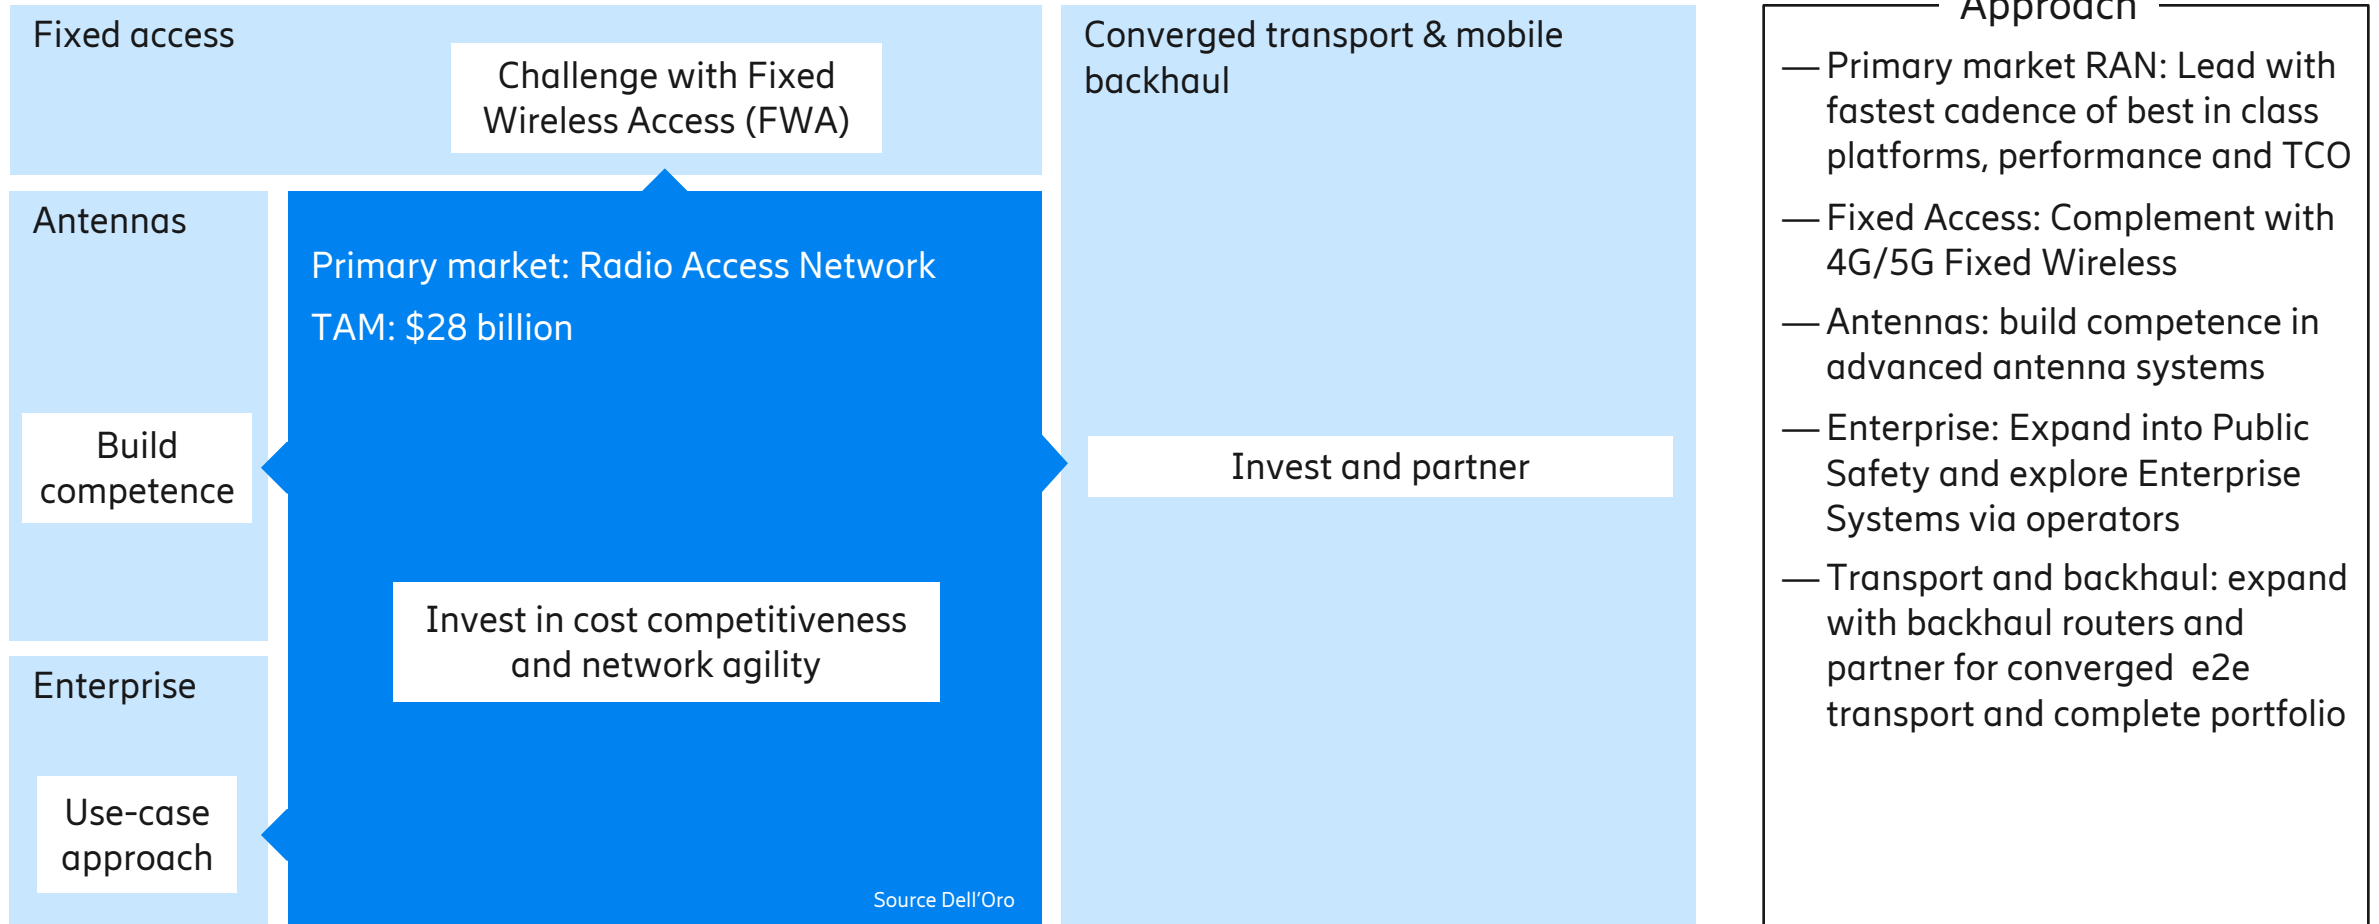 Fixed access
Challenge with Fixed
Wireless Access (FWA)
Antennas
Build
competence
Enterprise
Use-case
approach
Primary market: Radio Access Network
TAM: $28 billion
Invest in cost competitiveness
and network agility
Source Dell'Oro
Converged transport & mobile
backhaul
Invest and partner
Approach
— Primary market RAN: Lead with
fastest cadence of best in class
platforms, performance and TCO
— Fixed Access: Complement with
4G/5G Fixed Wireless
— Antennas: build competence in
advanced antenna systems
— Enterprise: Expand into Public
Safety and explore Enterprise
Systems via operators
— Transport and backhaul: expand
with backhaul routers and
partner for converged  e2e
transport and complete portfolio